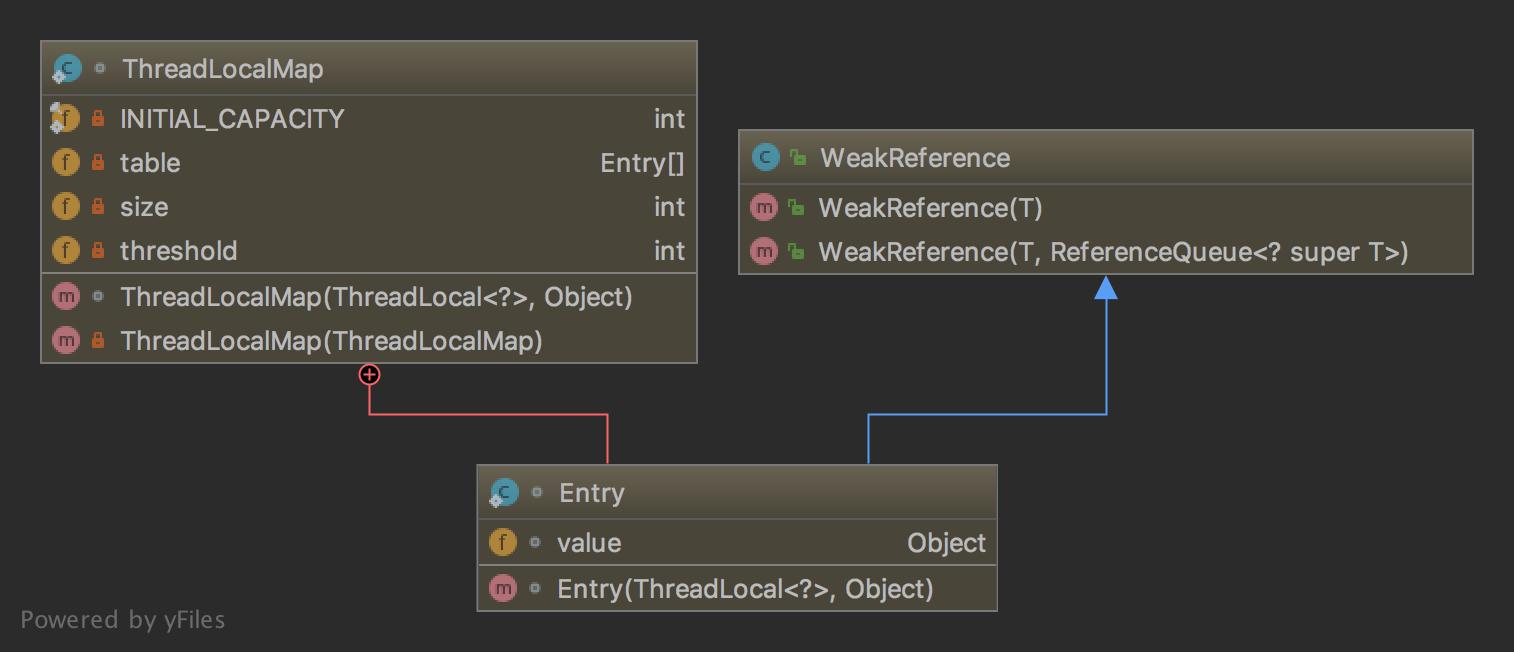 ThreadLocalMap
INITIAL_CAPACITY int
table Entry[]
size int
threshold int
ThreadLocalMap(ThreadLocal<?>, Object)
ThreadLocalMap(ThreadLocalMap)
WeakReference
WeakReference(T)
WeakReference(T, ReferenceQueue<? super T>)
Entry
value Object
Entry(ThreadLocal<?>, Object)
Powered by yFiles